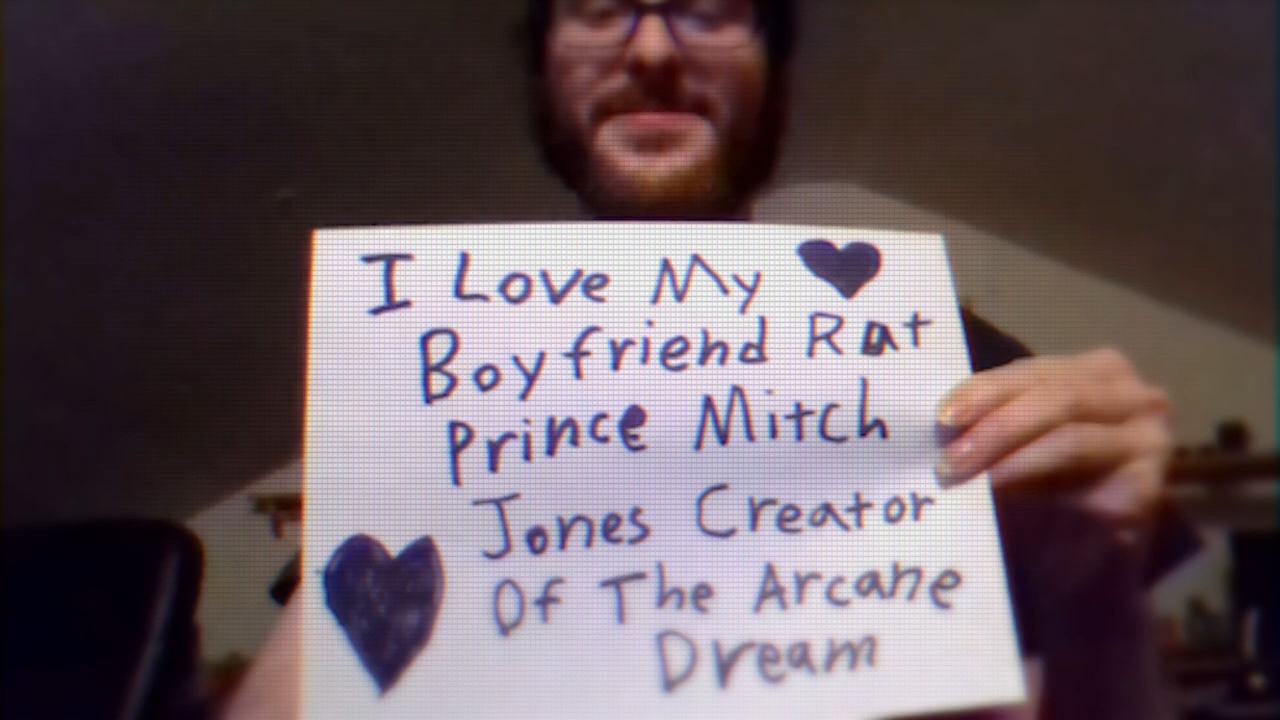 I Love My
Boyfriend Rat
Prince Mitch
Jones Creator
Of The Arcane
Dream